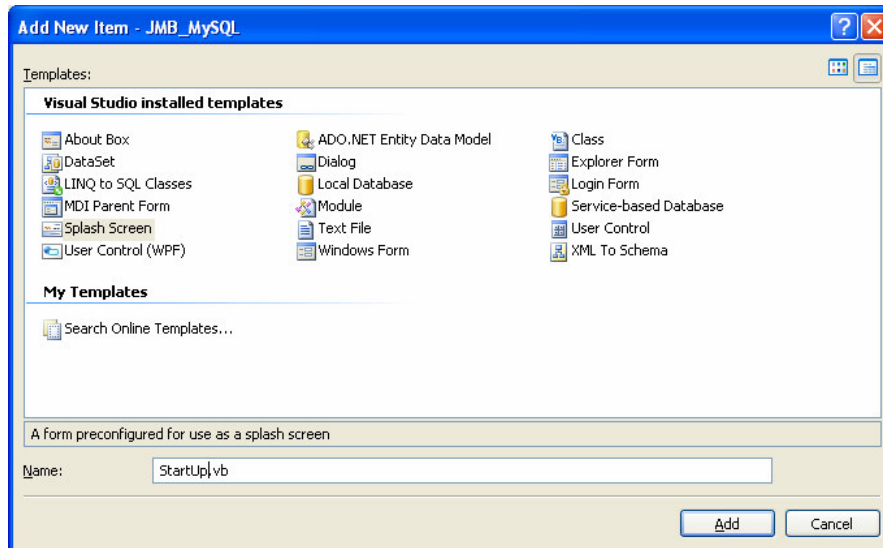 Add New Item - JMB_MySQL
Templates:
Visual Studio installed templates
About Box
ADO.NET Entity Data Model
Class
DataSet
Dialog
Explorer Form
LINQ to SQL Classes
Local Database
Login Form
MDI Parent Form
Module
Service-based Database
Splash Screen
Text File
User Control
User Control (WPF)
Windows Form
XML To Schema
My Templates
Search Online Templates...
A form preconfigured for use as a splash screen
Name:
StartUp.vb
Add
Cancel